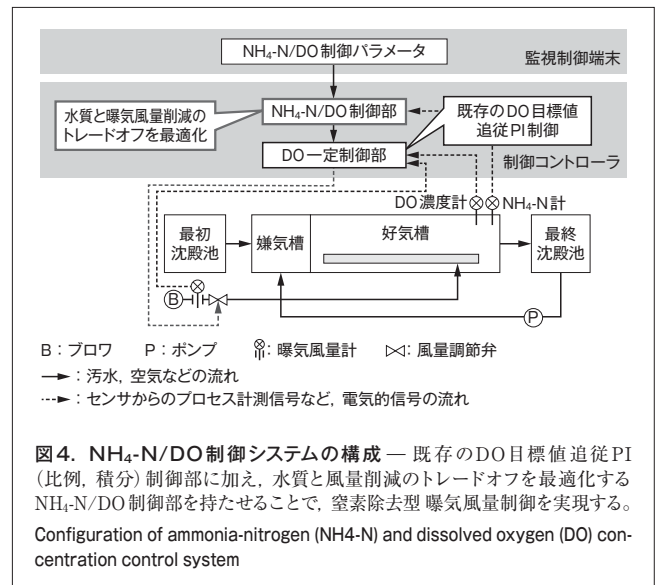 NH₄-N/DO制御パラメータ
監視制御端末
水質と曝気風量削減の
トレードオフを最適化
NH₄-N/DO制御部
既存のDO目標値
追従PI制御
DO一定制御部
制御コントローラ
DO濃度計
NH₄-N計
最初
沈殿池
嫌気槽
好気槽
最終
沈殿池
B
P
B：ブロワ P：ポンプ ：曝気風量計 ：風量調節弁
：汚水，空気などの流れ
：センサからのプロセス計測信号など，電気的信号の流れ
図4．NH₄-N/DO制御システムの構成 — 既存のDO目標値追従PI
（比例，積分）制御部に加え，水質と風量削減のトレードオフを最適化する
NH₄-N/DO制御部を持たせることで，窒素除去型 曝気風量制御を実現する。
Configuration of ammonia-nitrogen (NH4-N) and dissolved oxygen (DO) con-
centration control system